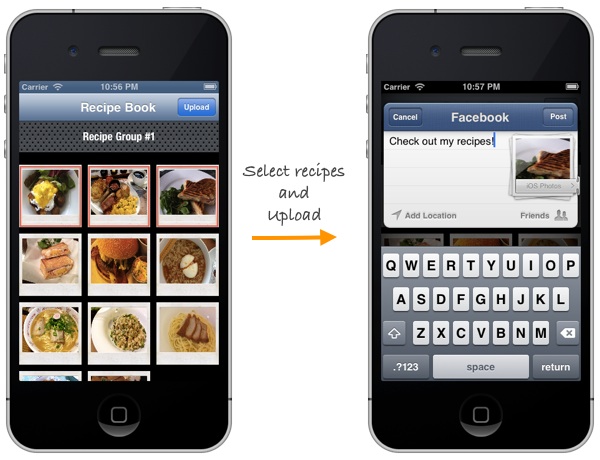 Carrier 10:56 PM
Recipe Book Upload
Recipe Group #1
Select recipes
and
Upload
Carrier 10:57 PM
Cancel Facebook Post
Check out my recipes!
iOS Photos
Add Location Friends
Q W E R T Y U I O P
A S D F G H J K L
Z X C V B N M
.?123 space return